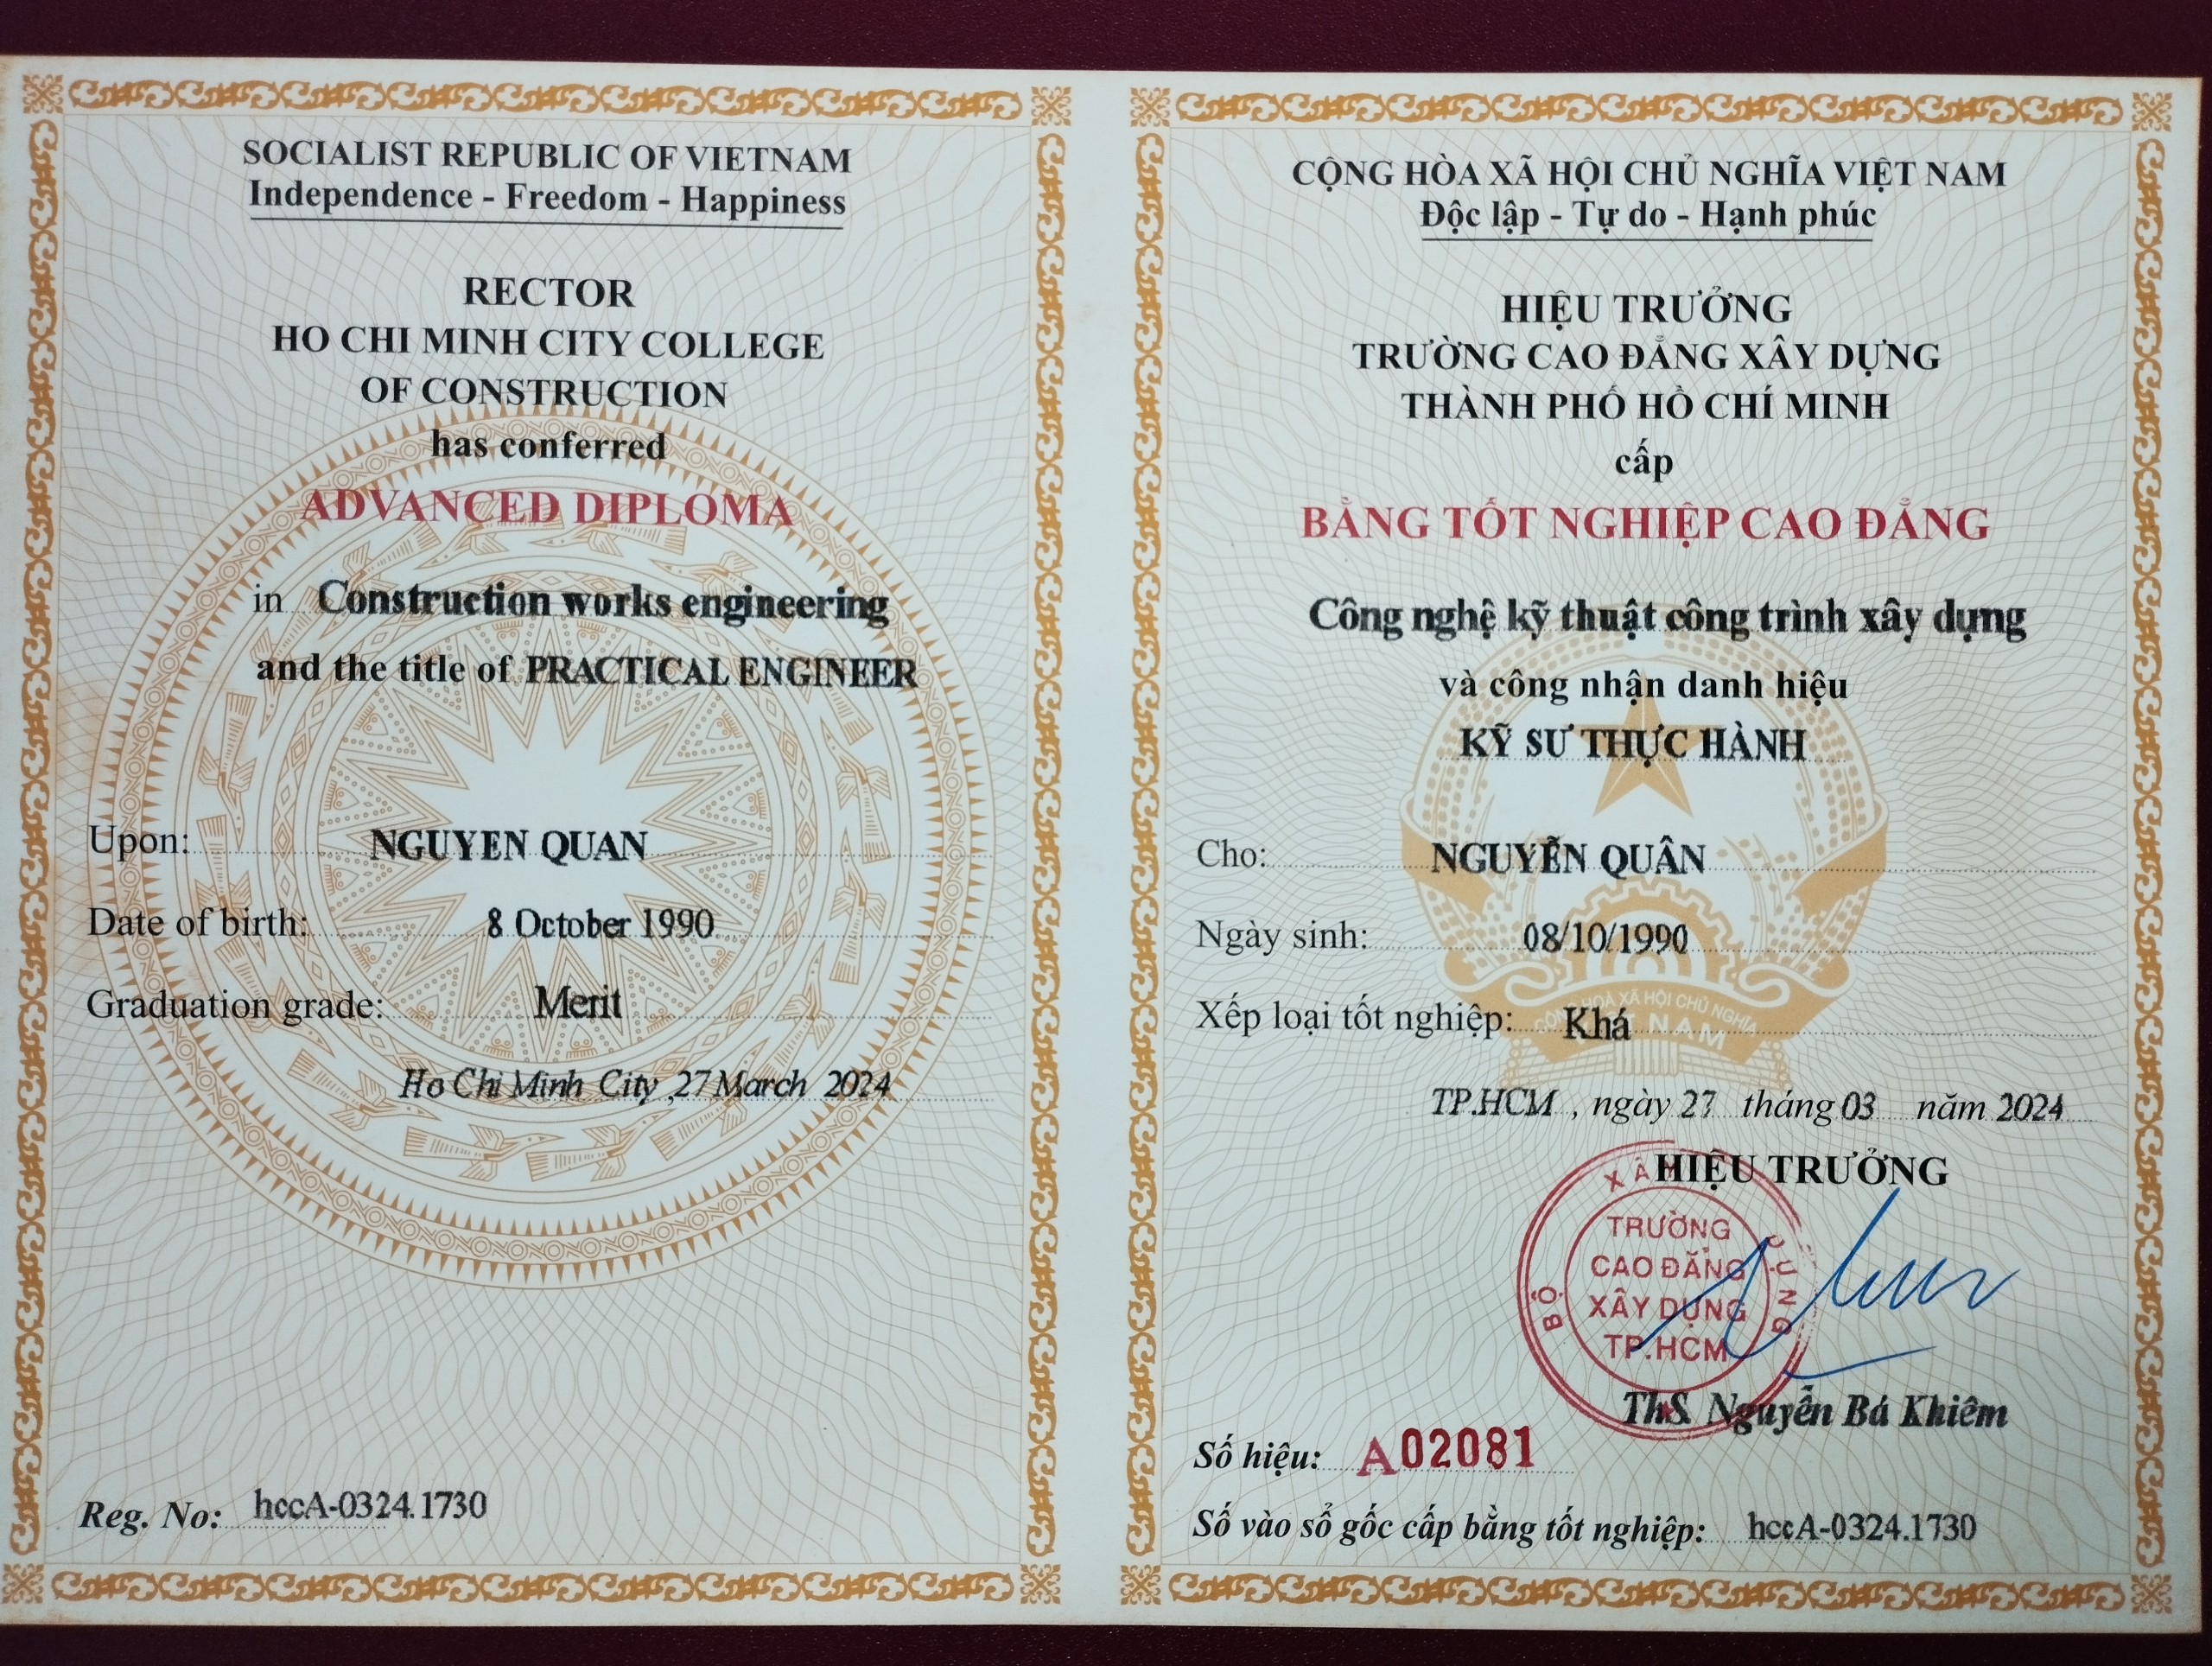 SOCIALIST REPUBLIC OF VIETNAM
Independence - Freedom - Happiness
RECTOR
HO CHI MINH CITY COLLEGE
OF CONSTRUCTION
has conferred
ADVANCED DIPLOMA
in Construction works engineering
and the title of PRACTICAL ENGINEER
Upon: NGUYEN QUAN
Date of birth: 8 October 1990
Graduation grade: Merit
Ho Chi Minh City ,27 March 2024
Reg. No: hccA-0324.1730
CỘNG HÒA XÃ HỘI CHỦ NGHĨA VIỆT NAM
Độc lập - Tự do - Hạnh phúc
HIỆU TRƯỞNG
TRƯỜNG CAO ĐẲNG XÂY DỰNG
THÀNH PHỐ HỒ CHÍ MINH
cấp
BẰNG TỐT NGHIỆP CAO ĐẲNG
Công nghệ kỹ thuật công trình xây dựng
và công nhận danh hiệu
KỸ SƯ THỰC HÀNH
Cho: NGUYỄN QUÂN
Ngày sinh: 08/10/1990
Xếp loại tốt nghiệp: Khá
TP.HCM , ngày 27 tháng 03 năm 2024
HIỆU TRƯỞNG
BỘ XÂY DỰNG
TRƯỜNG
CAO ĐẲNG
XÂY DỰNG
TP.HCM
ThS. Nguyễn Bá Khiêm
Số hiệu: A02081
Số vào sổ gốc cấp bằng tốt nghiệp: hccA-0324.1730